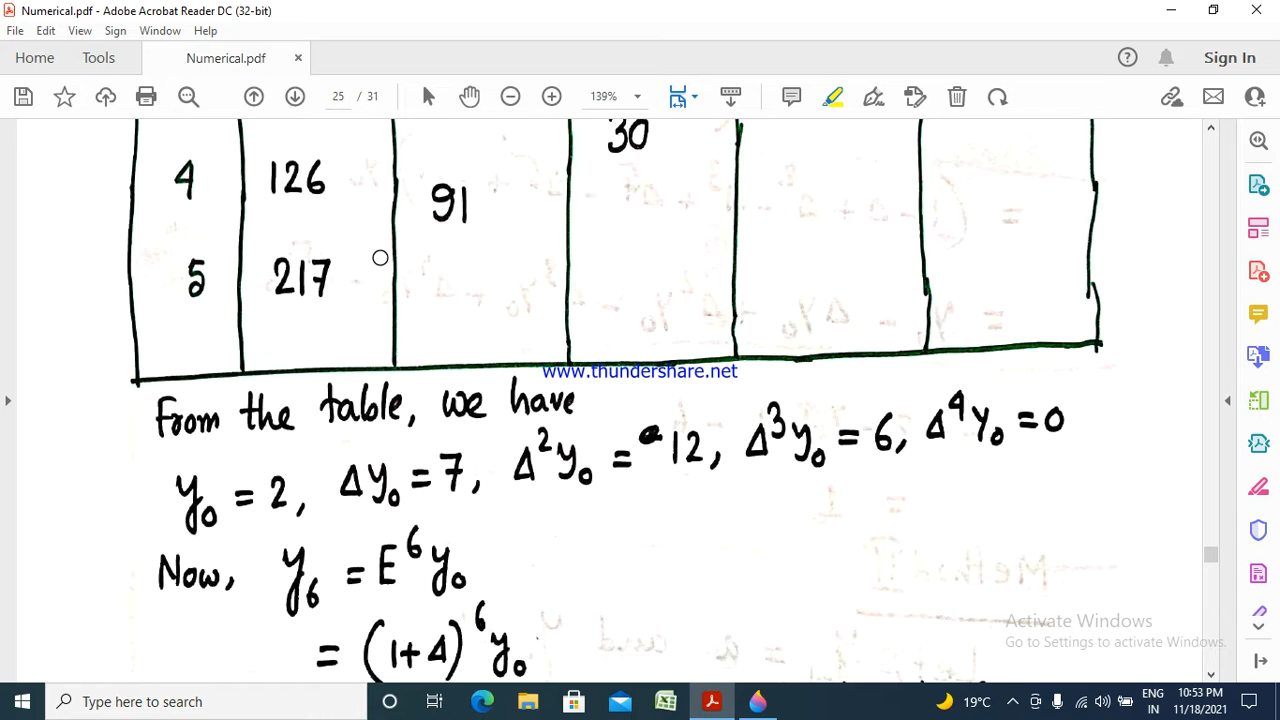 Numerical.pdf - Adobe Acrobat Reader DC (32-bit)
File Edit View Sign Window Help
Home Tools Numerical.pdf × Sign In
25 / 31 139%
30
4 126
91
5 217
www.thundershare.net
From the table, we have
y₀ = 2, Δy₀ = 7, Δ²y₀ = 12, Δ³y₀ = 6, Δ⁴y₀ = 0
Now, y₆ = E⁶y₀
= (1+Δ)⁶y₀
Method II
Activate Windows
Go to Settings to activate Windows.
Type here to search
19°C
ENG
IN
10:53 PM
11/18/2021